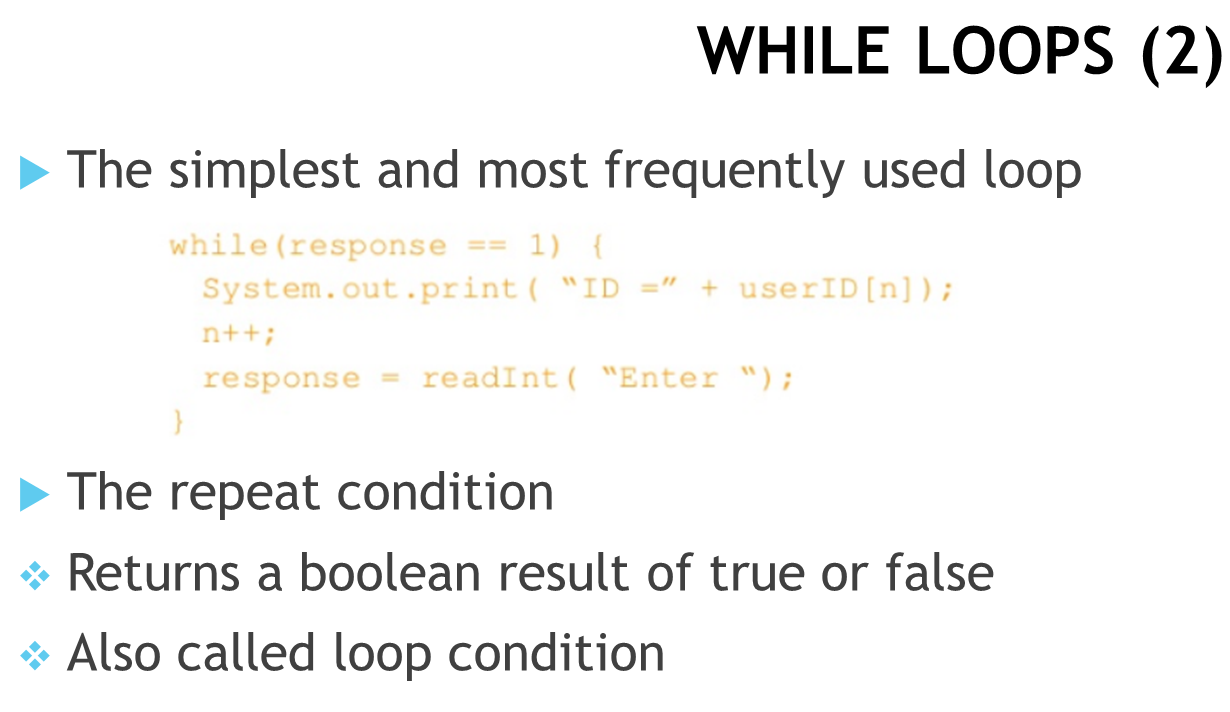 WHILE LOOPS (2)
The simplest and most frequently used loop
while(response == 1) {
System.out.print( “ID =” + userID[n]);
n++;
response = readInt( “Enter “);
}
The repeat condition
Returns a boolean result of true or false
Also called loop condition